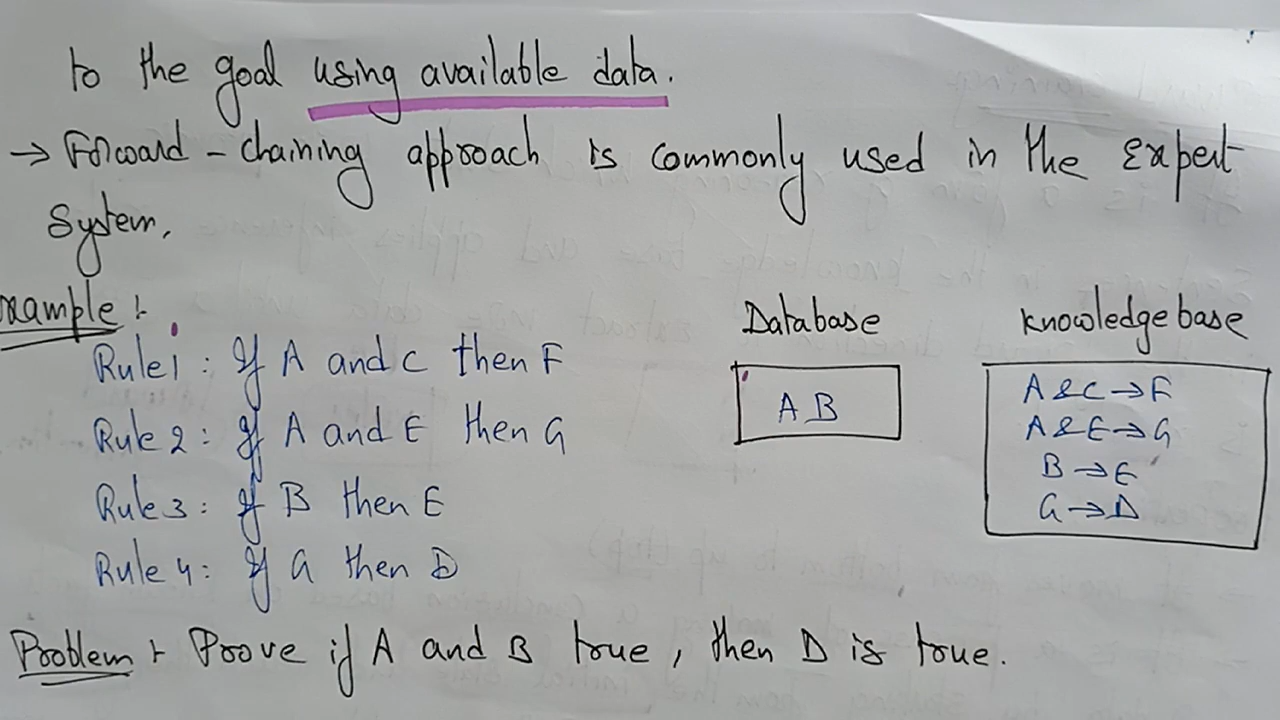 to the goal using available data.
→ Forward-chaining approach is commonly used in the Expert
System.
xample :-
Database
Knowledge base
Rule 1 : If A and C then F
Rule 2 : If A and E then G
Rule 3 : If B then E
Rule 4 : If G then D
A B
A & C → F
A & E → G
B → E
G → D
Problem :- Prove if A and B true, then D is true.